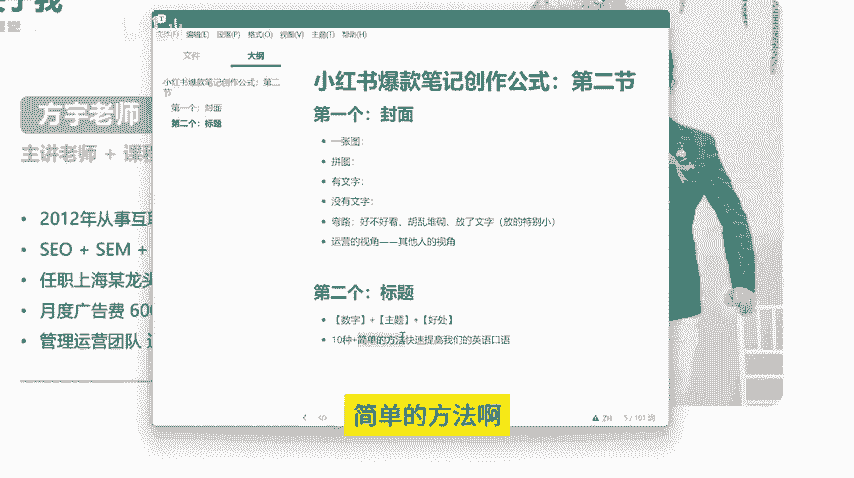 方宇老师
主讲老师 + 课程
2012年从事互联
SEO + SEM +
任职上海某龙头
月度广告费 600
管理运营团队
文件(F) 编辑(E) 段落(P) 格式(O) 视图(V) 主题(T) 帮助(H)
文件 大纲
小红书爆款笔记创作公式：第二
节
第一个：封面
第二个：标题
小红书爆款笔记创作公式：第二节
第一个：封面
一张图：
拼图：
有文字：
没有文字：
弯路：好不好看、胡乱堆砌、放了文字（放的特别小）
运营的视角——其他人的视角
第二个：标题
【数字】+【主题】+【好处】
10种+简单的方法快速提高我们的英语口语
简单的方法啊